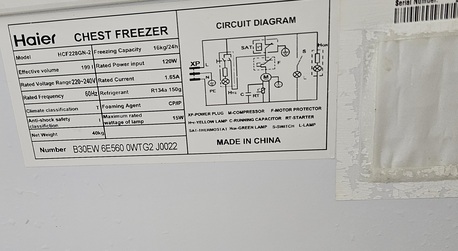 Haier CHEST FREEZER
Model HCF228GN-2 Freezing Capacity 16kg/24h
Effective volume 199 l Rated Power input 120W
Rated Voltage Range 220~240V Rated Current 1.65A
Rated Frequency 50Hz Refrigerant R134a 150g
Climate classification T Foaming Agent CP/IP
Anti-shock safety classification I Maximum rated wattage of lamp 15W
Net Weight 40kg
Number B30EW 6E560 0WTG2 J0022
CIRCUIT DIAGRAM
XP
L
N
PE
SAT
M
C
RT
S
XP-POWER PLUG M-COMPRESSOR F-MOTOR PROTECTOR
H-YELLOW LAMP C-RUNNING CAPACITOR RT-STARTER
SAT-THERMOSTAT H-GREEN LAMP S-SWITCH L-LAMP
MADE IN CHINA
Serial Number